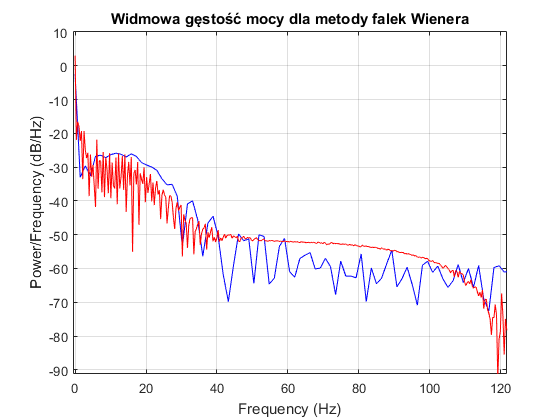 Widmowa gęstość mocy dla metody falek Wienera
10
0
-10
-20
-30
-40
-50
-60
-70
-80
-90
Power/Frequency (dB/Hz)
0 20 40 60 80 100 120
Frequency (Hz)